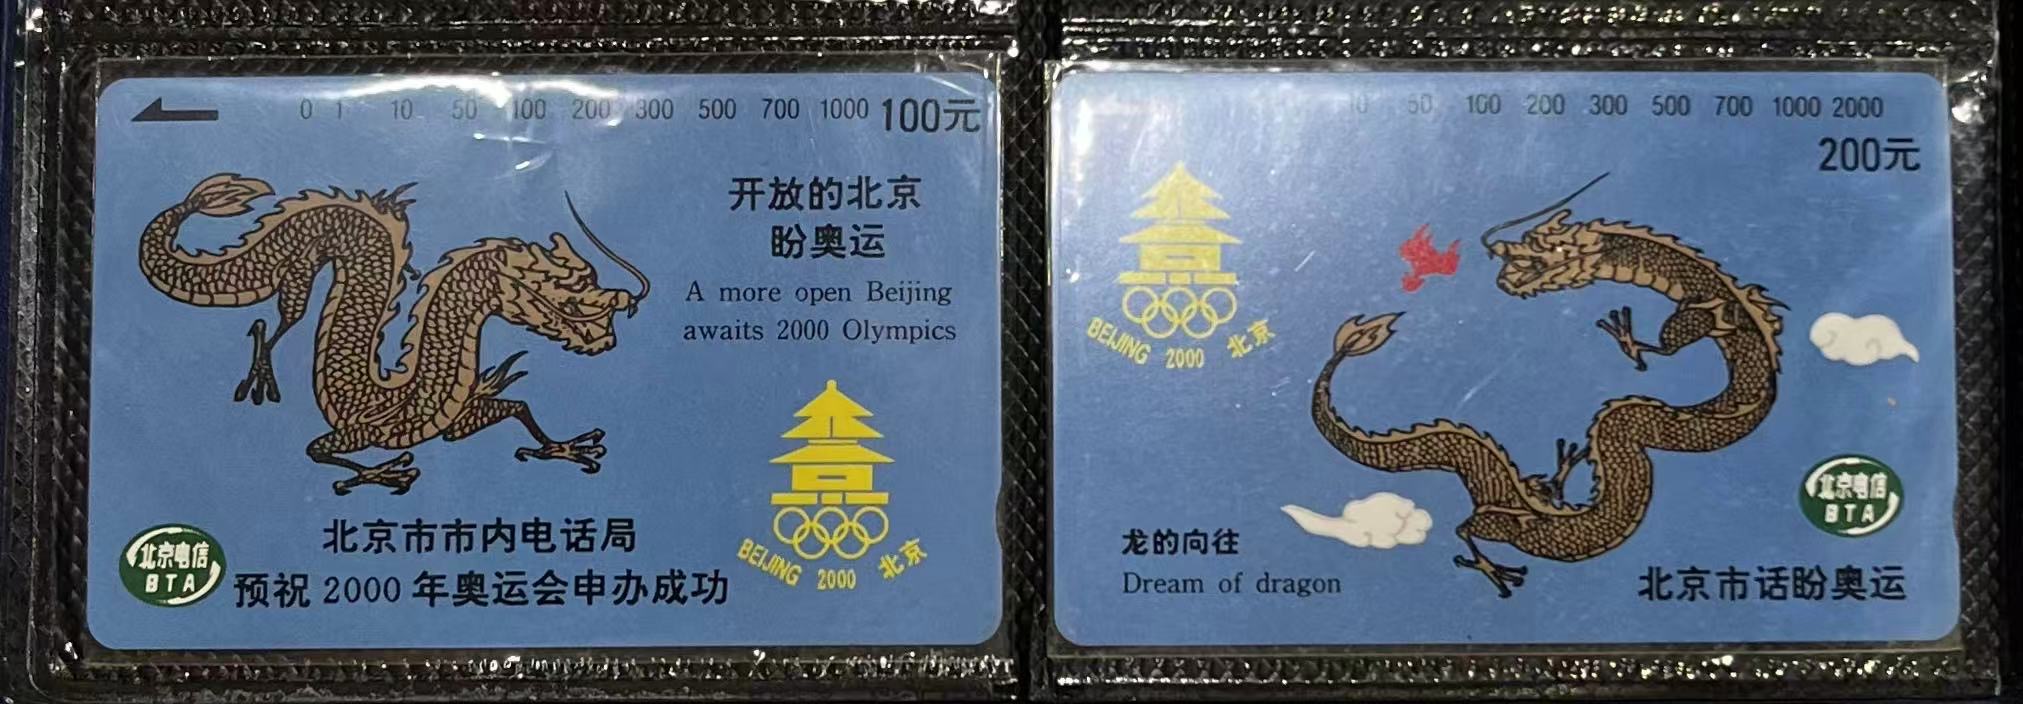 0 1 10 50 100 200 300 500 700 1000 100元
开放的北京
盼奥运
A more open Beijing
awaits 2000 Olympics
BEIJING 2000 北京
北京市市内电话局
预祝 2000 年奥运会申办成功
北京电信
BTA
10 50 100 200 300 500 700 1000 2000
200元
BEIJING 2000 北京
北京电信
BTA
龙的向往
Dream of dragon
北京市话盼奥运